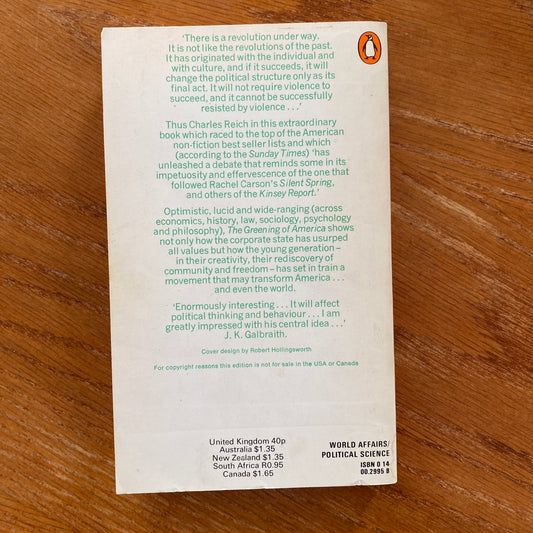 ‘There is a revolution under way.
It is not like the revolutions of the past.
It has originated with the individual and
with culture, and if it succeeds, it will
change the political structure only as its
final act. It will not require violence to
succeed, and it cannot be successfully
resisted by violence . . .’
Thus Charles Reich in this extraordinary
book which raced to the top of the American
non-fiction best seller lists and which
(according to the Sunday Times) ‘has
unleashed a debate that reminds some in its
impetuosity and effervescence of the one that
followed Rachel Carson's Silent Spring,
and others of the Kinsey Report.’
Optimistic, lucid and wide-ranging (across
economics, history, law, sociology, psychology
and philosophy), The Greening of America shows
not only how the corporate state has usurped
all values but how the young generation –
in their creativity, their rediscovery of
community and freedom – has set in train a
movement that may transform America . . .
and even the world.
‘Enormously interesting . . . It will affect
political thinking and behaviour . . . I am
greatly impressed with his central idea . . .’
J. K. Galbraith.
Cover design by Robert Hollingsworth
For copyright reasons this edition is not for sale in the USA or Canada
United Kingdom 40p
Australia $1.35
New Zealand $1.35
South Africa R0.95
Canada $1.65
WORLD AFFAIRS/
POLITICAL SCIENCE
ISBN 0 14
00.2995 8